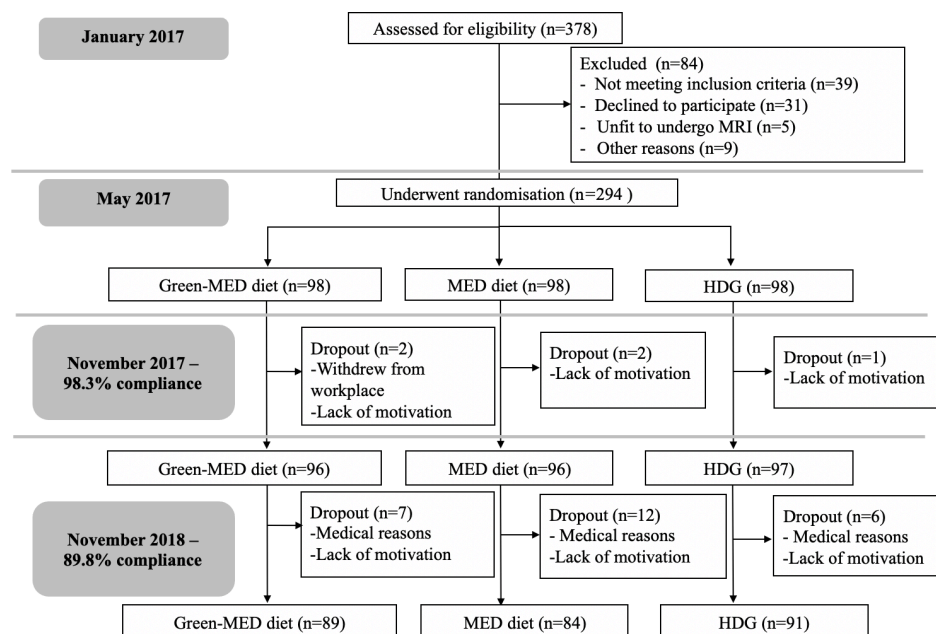 January 2017
Assessed for eligibility (n=378)
Excluded  (n=84)
- Not meeting inclusion criteria (n=39)
- Declined to participate (n=31)
- Unfit to undergo MRI (n=5)
- Other reasons (n=9)
May 2017
Underwent randomisation (n=294 )
Green-MED diet (n=98)
MED diet (n=98)
HDG (n=98)
November 2017 –
98.3% compliance
Dropout (n=2)
-Withdrew from
workplace
-Lack of motivation
Dropout (n=2)
-Lack of motivation
Dropout (n=1)
-Lack of motivation
Green-MED diet (n=96)
MED diet (n=96)
HDG (n=97)
November 2018 –
89.8% compliance
Dropout (n=7)
-Medical reasons
-Lack of motivation
Dropout (n=12)
- Medical reasons
-Lack of motivation
Dropout (n=6)
- Medical reasons
-Lack of motivation
Green-MED diet (n=89)
MED diet (n=84)
HDG (n=91)